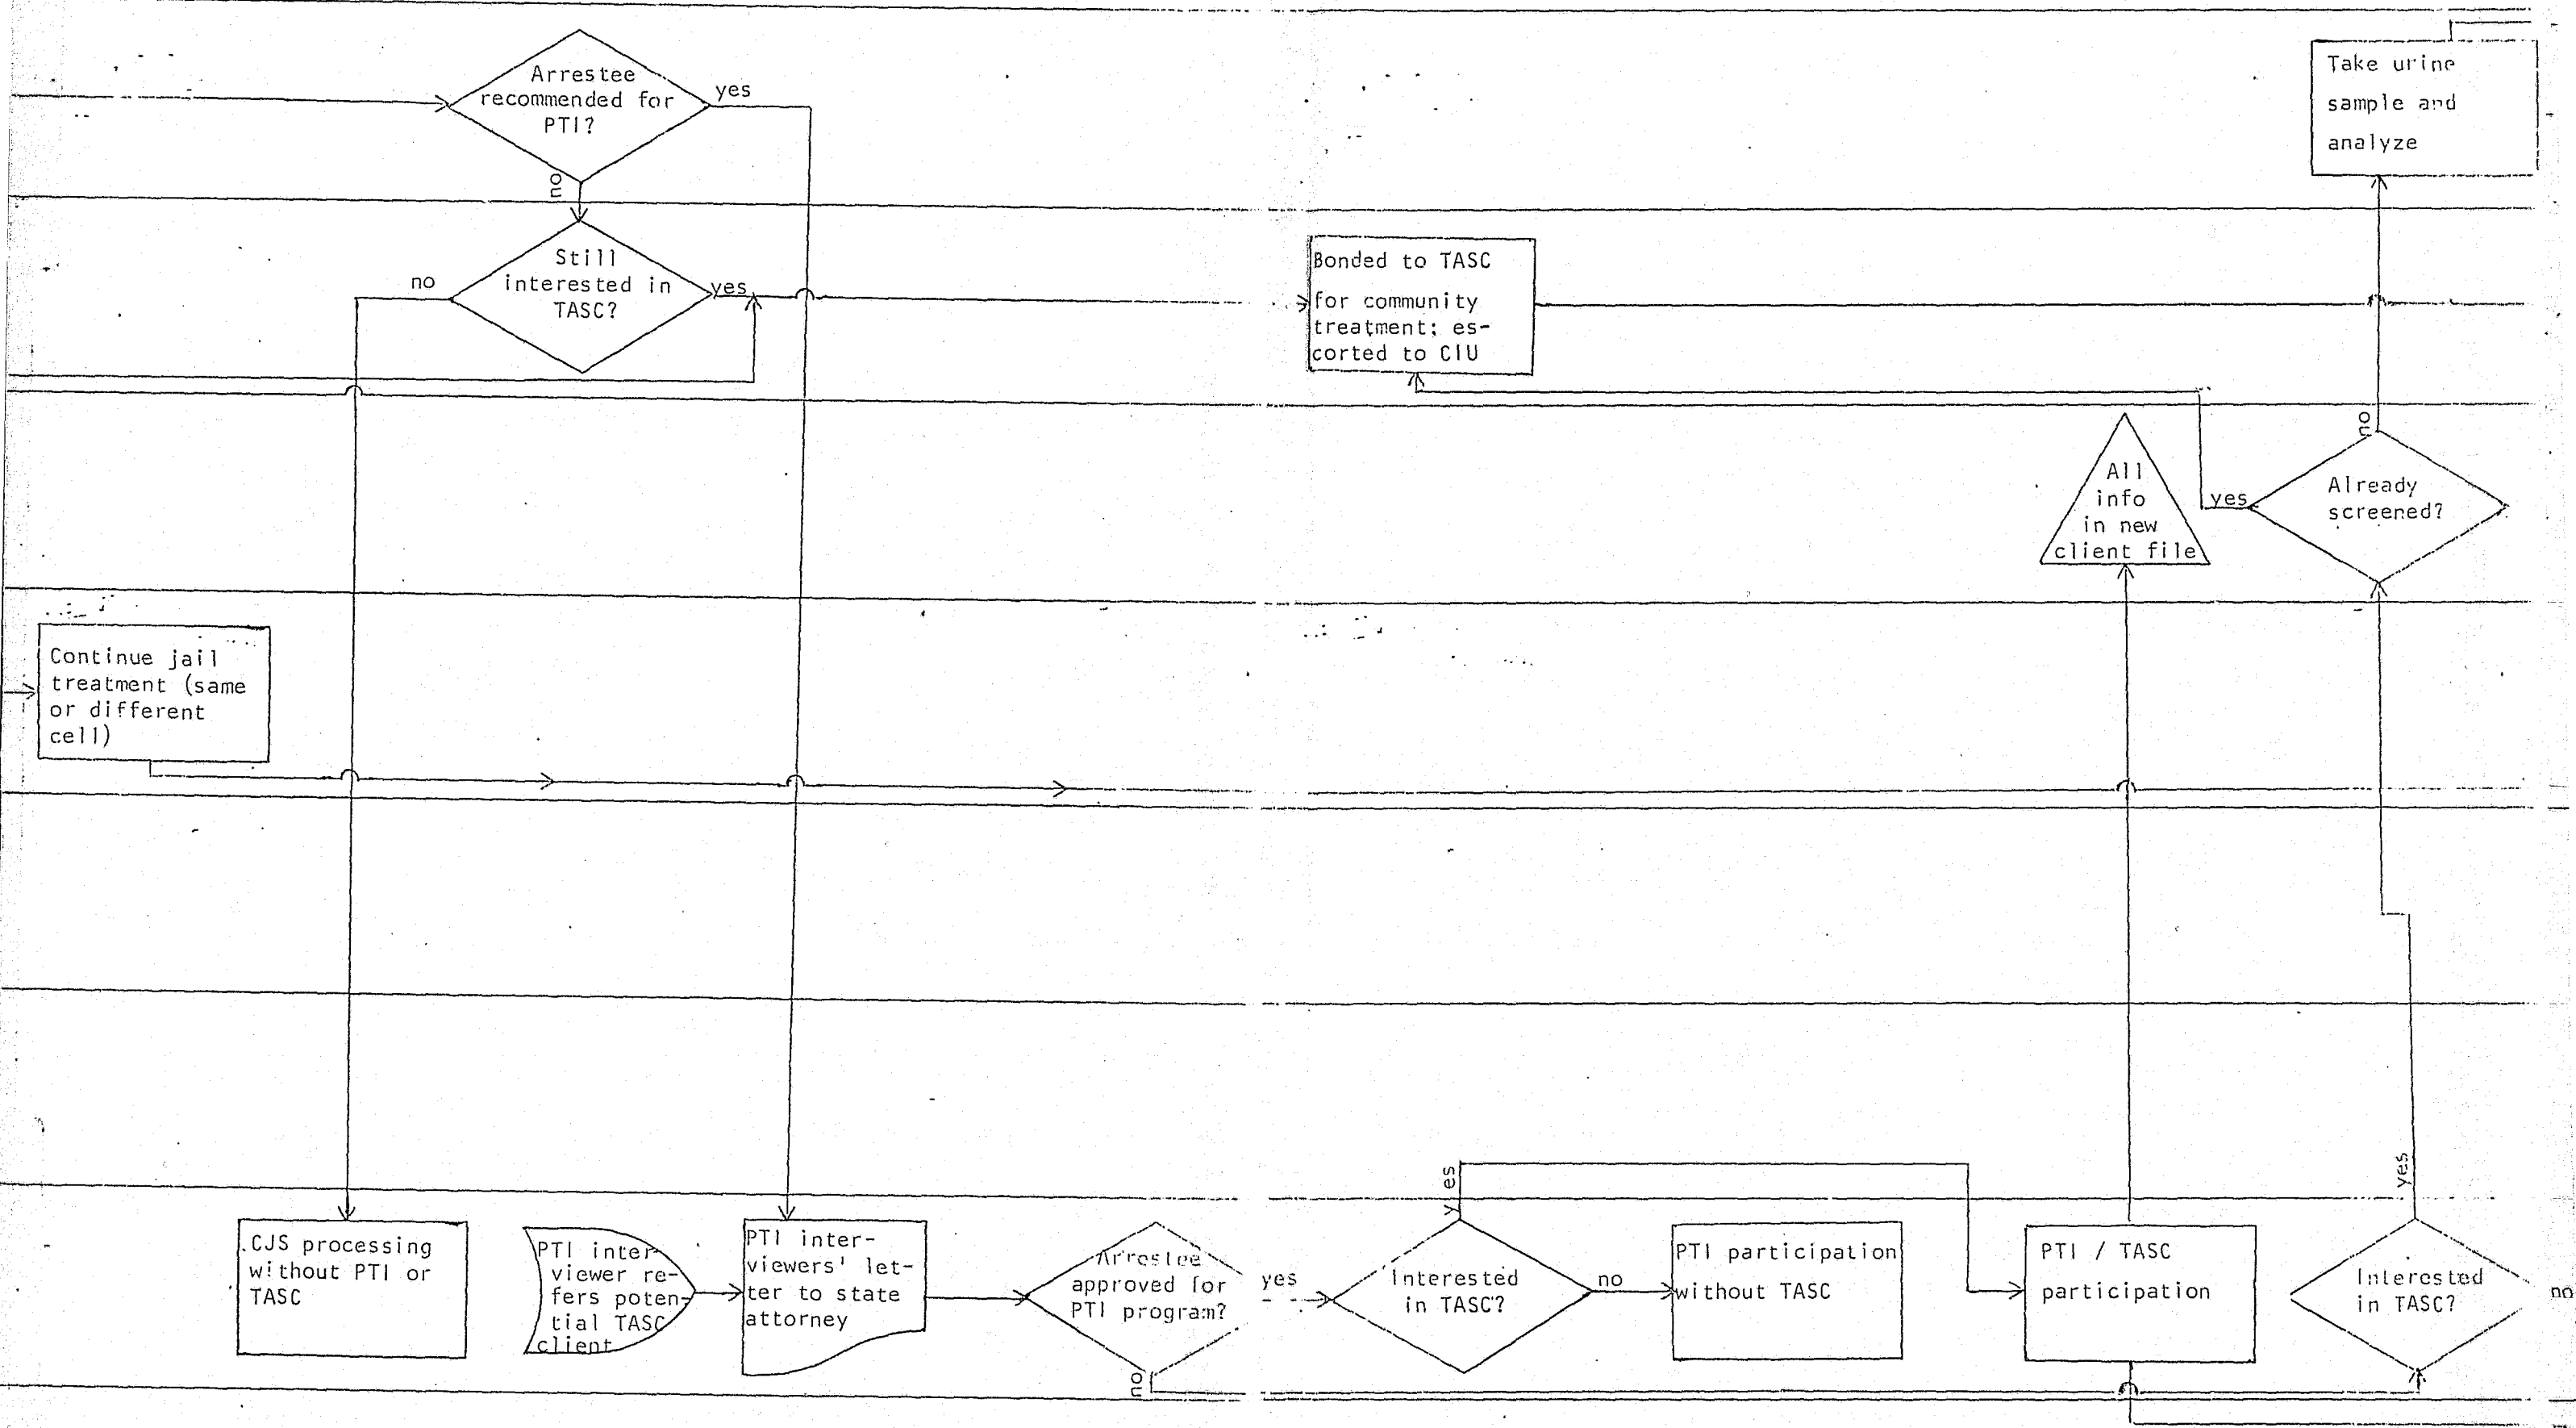 Arrestee
recommended for
PTI?
yes
no
Still
interested in
TASC?
no
yes
Bonded to TASC
for community
treatment; es-
corted to CIU
Take urine
sample and
analyze
All
info
in new
client file
yes
Already
screened?
no
Continue jail
treatment (same
or different
cell)
CJS processing
without PTI or
TASC
PTI inter-
viewer re-
fers poten-
tial TASC
client
PTI inter-
viewers' let-
ter to state
attorney
Arrestee
approved for
PTI program?
yes
no
Interested
in TASC?
yes
no
PTI participation
without TASC
PTI / TASC
participation
Interested
in TASC?
yes
no